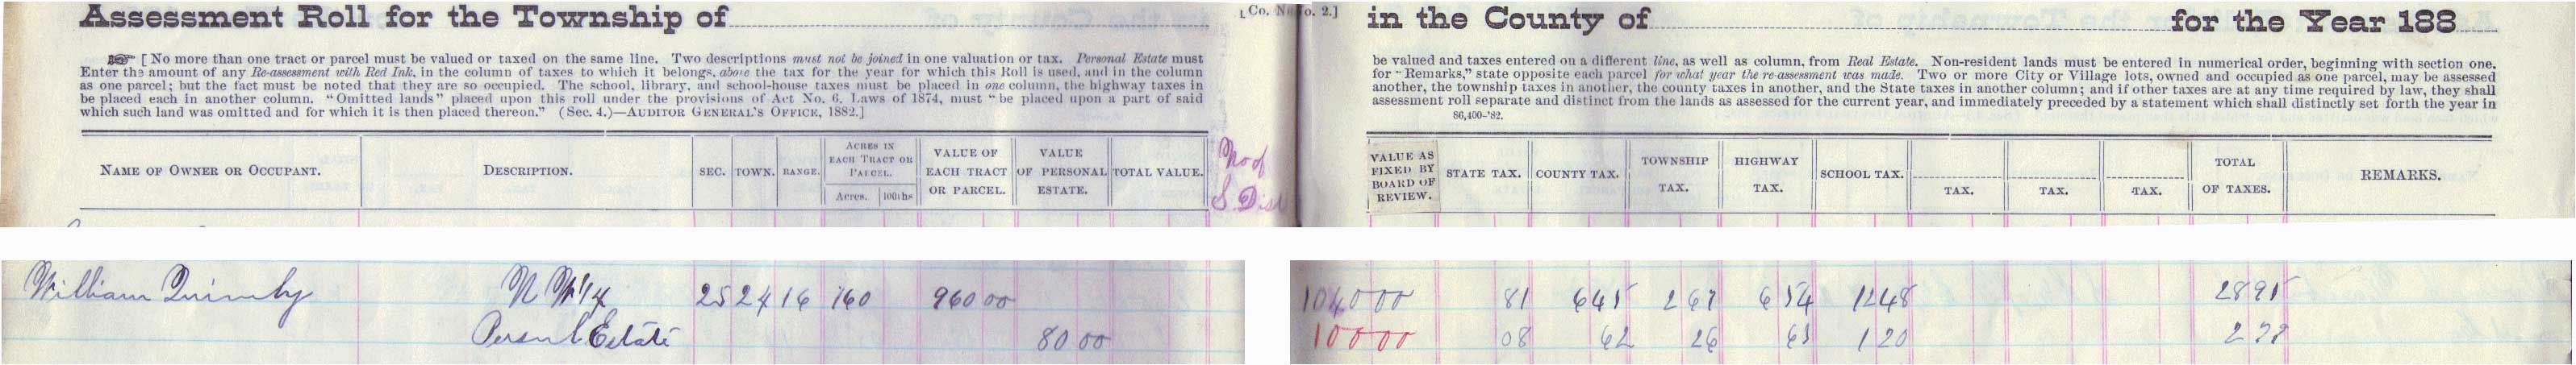 Assessment Roll for the Township of
[Co. No. 2.]
in the County of for the Year 188
[ No more than one tract or parcel must be valued or taxed on the same line. Two descriptions must not be joined in one valuation or tax. Personal Estate must
be valued and taxes entered on a different line, as well as column, from Real Estate. Non-resident lands must be entered in numerical order, beginning with section one.
Enter the amount of any Re-assessment with Red Ink, in the column of taxes to which it belongs, above the tax for the year for which this Roll is used, and in the column
for "Remarks," state opposite each parcel for what year the re-assessment was made. Two or more City or Village lots, owned and occupied as one parcel, may be assessed
as one parcel; but the fact must be noted that they are so occupied. The school, library, and school-house taxes must be placed in one column, the highway taxes in
another, the township taxes in another, the county taxes in another, and the State taxes in another column; and if other taxes are at any time required by law, they shall
be placed each in another column. "Omitted lands" placed upon this roll under the provisions of Act No. 6, Laws of 1874, must "be placed upon a part of said
assessment roll separate and distinct from the lands as assessed for the current year, and immediately preceded by a statement which shall distinctly set forth the year in
which such land was omitted and for which it is then placed thereon." (Sec. 4.)—AUDITOR GENERAL'S OFFICE, 1882.]
86,400-'82.
NAME OF OWNER OR OCCUPANT.
DESCRIPTION.
SEC.
TOWN.
RANGE.
ACRES IN
EACH TRACT OR
PARCEL.
Acres.
100ths
VALUE OF
EACH TRACT
OR PARCEL.
VALUE
OF PERSONAL
ESTATE.
TOTAL VALUE.
No of
S. Dist
VALUE AS
FIXED BY
BOARD OF
REVIEW.
STATE TAX.
COUNTY TAX.
TOWNSHIP
TAX.
HIGHWAY
TAX.
SCHOOL TAX.
TAX.
TAX.
TAX.
TOTAL
OF TAXES.
REMARKS.
William Quimby N W 1/4 25 24 16 160 960 00 1040 00 81 6 45 2 67 6 54 12 48 28 95
Personl Estate 80 00 100 00 08 62 26 63 1 20 2 79